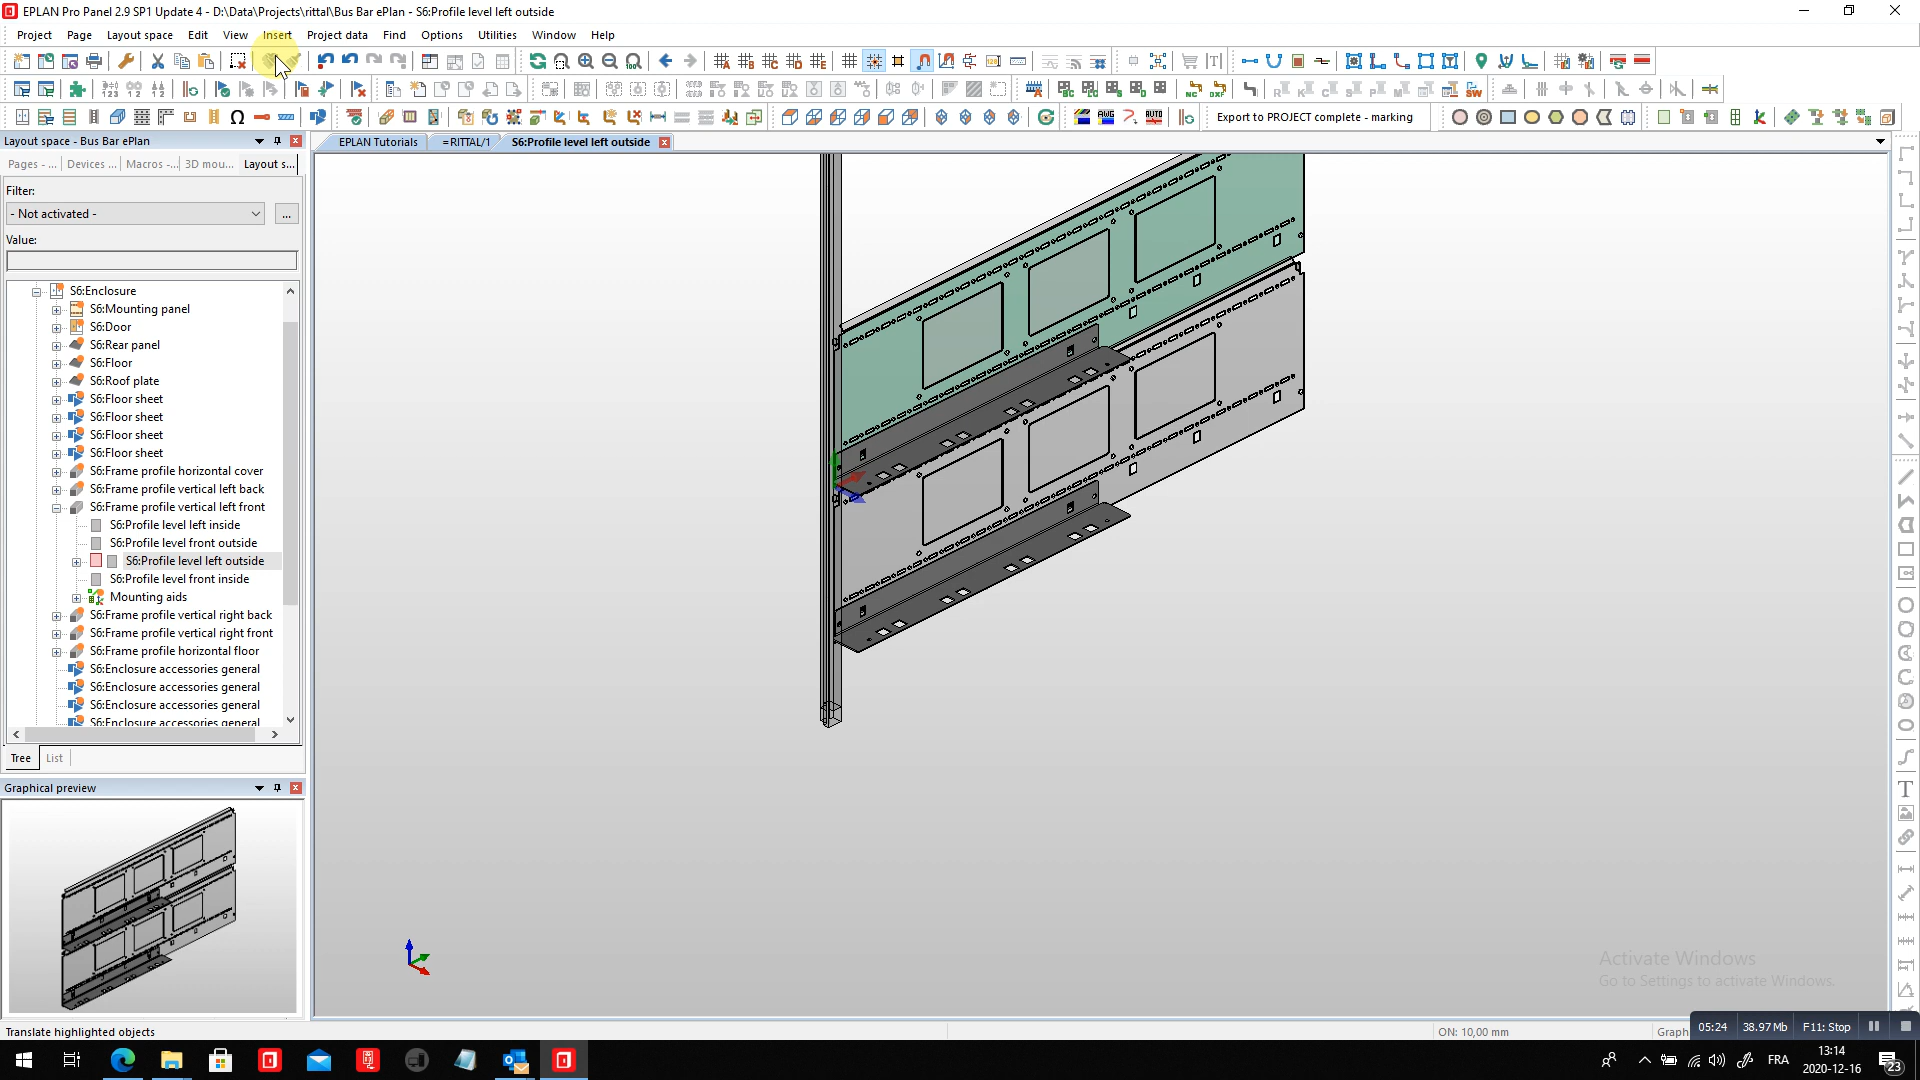 EPLAN Pro Panel 2.9 SP1 Update 4 - D:\Data\Projects\rittal\Bus Bar ePlan - S6:Profile level left outside
Project Page Layout space Edit View Insert Project data Find Options Utilities Window Help
Export to PROJECT complete - marking
Layout space - Bus Bar ePlan
EPLAN Tutorials =RITTAL/1 S6:Profile level left outside
Pages - ... Devices ... Macros -... 3D mou... Layout s...
Filter:
- Not activated -
...
Value:
S6:Enclosure
S6:Mounting panel
S6:Door
S6:Rear panel
S6:Floor
S6:Roof plate
S6:Floor sheet
S6:Floor sheet
S6:Floor sheet
S6:Floor sheet
S6:Frame profile horizontal cover
S6:Frame profile vertical left back
S6:Frame profile vertical left front
S6:Profile level left inside
S6:Profile level front outside
S6:Profile level left outside
S6:Profile level front inside
Mounting aids
S6:Frame profile vertical right back
S6:Frame profile vertical right front
S6:Frame profile horizontal floor
S6:Enclosure accessories general
S6:Enclosure accessories general
S6:Enclosure accessories general
S6:Enclosure accessories general
Tree List
Graphical preview
Activate Windows
Go to Settings to activate Windows.
Translate highlighted objects
ON: 10,00 mm
Graph
05:24 38.97 Mb F11: Stop
FRA
13:14
2020-12-16
23